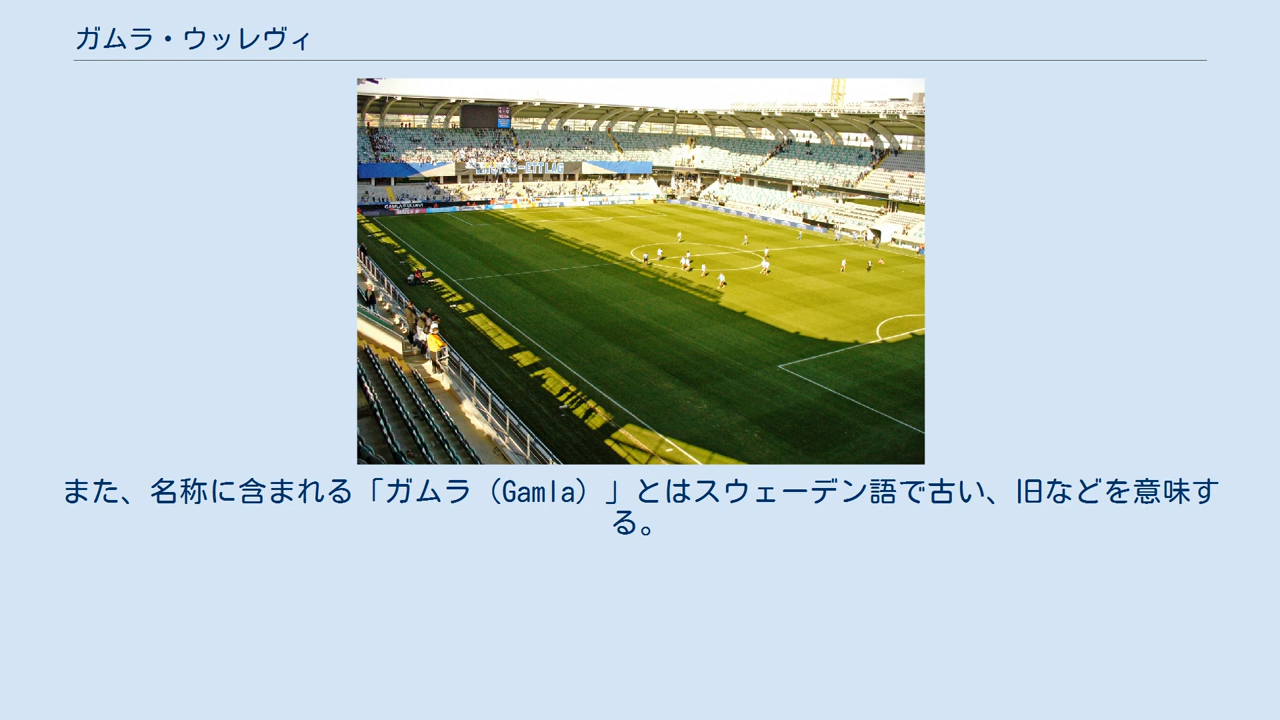 ガムラ・ウッレヴィ
また、名称に含まれる「ガムラ（Gamla）」とはスウェーデン語で古い、旧などを意味す
る。